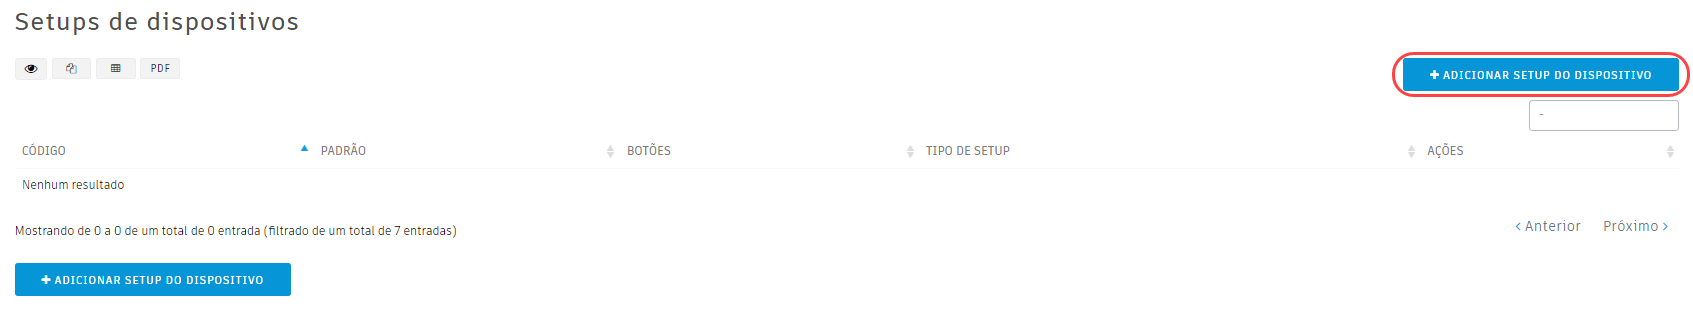 Setups de dispositivos
PDF
+ ADICIONAR SETUP DO DISPOSITIVO
-
CÓDIGO PADRÃO BOTÕES TIPO DE SETUP AÇÕES
Nenhum resultado
Mostrando de 0 a 0 de um total de 0 entrada (filtrado de um total de 7 entradas)
‹ Anterior Próximo ›
+ ADICIONAR SETUP DO DISPOSITIVO